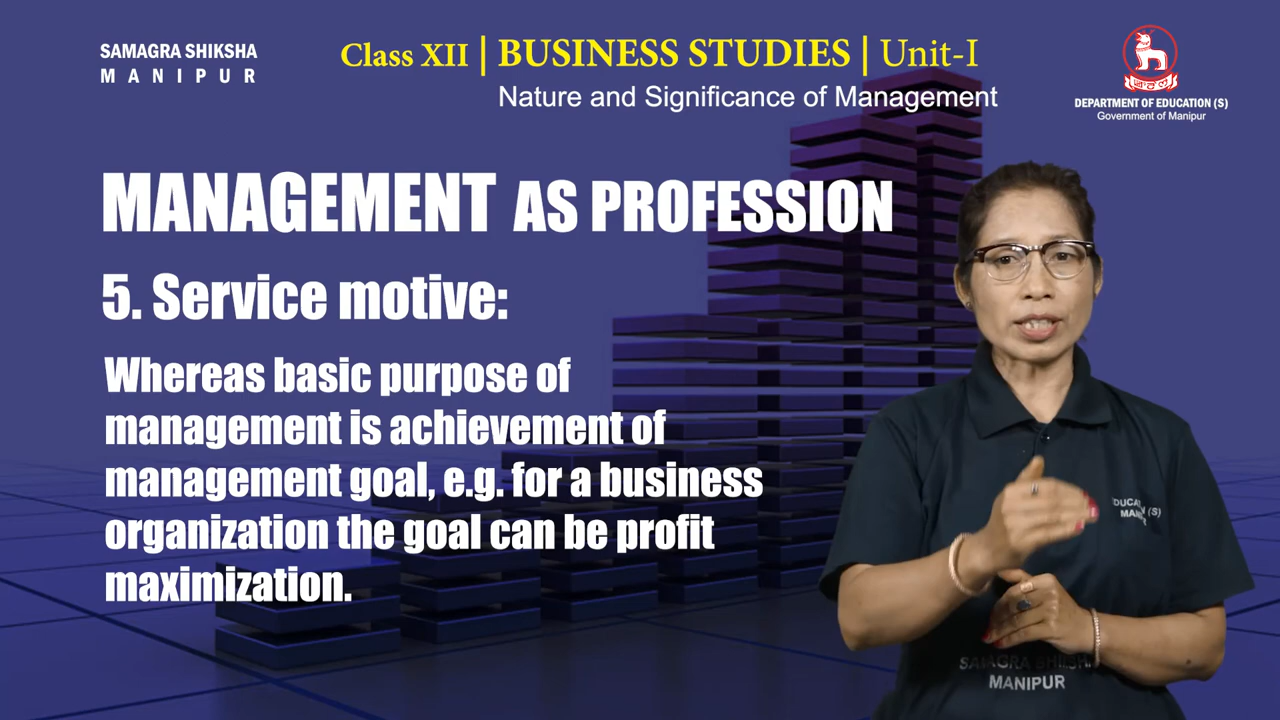 SAMAGRA SHIKSHA
MANIPUR
Class XII | BUSINESS STUDIES | Unit-I
Nature and Significance of Management
DEPARTMENT OF EDUCATION (S)
Government of Manipur
MANAGEMENT AS PROFESSION
5. Service motive:
Whereas basic purpose of
management is achievement of
management goal, e.g. for a business
organization the goal can be profit
maximization.
SAMAGRA SHIKSHA
MANIPUR